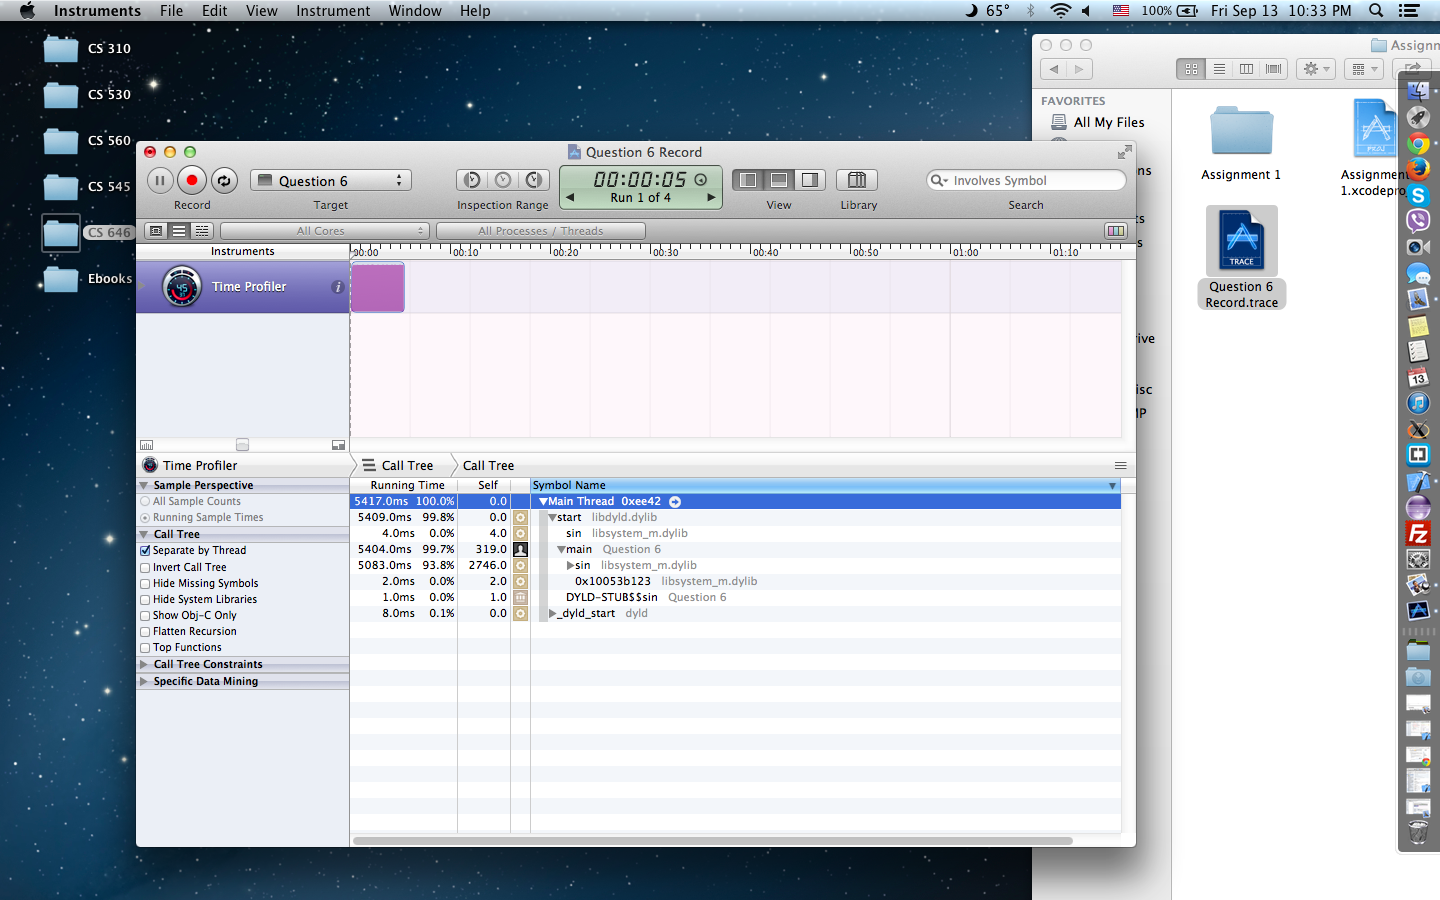 Instruments File Edit View Instrument Window Help
65° 100% Fri Sep 13 10:33 PM
CS 310
CS 530
CS 560
CS 545
CS 646
Ebooks
Assignm
FAVORITES
All My Files
Assignment 1
Assignment
1.xcodepro
PROJ
TRACE
Question 6
Record.trace
Question 6 Record
Question 6
00:00:05
Run 1 of 4
Involves Symbol
Record Target Inspection Range View Library Search
All Cores All Processes / Threads
Instruments 00:00 00:10 00:20 00:30 00:40 00:50 01:00 01:10
Time Profiler
Time Profiler Call Tree Call Tree
Sample Perspective
All Sample Counts
Running Sample Times
Call Tree
Separate by Thread
Invert Call Tree
Hide Missing Symbols
Hide System Libraries
Show Obj-C Only
Flatten Recursion
Top Functions
Call Tree Constraints
Specific Data Mining
Running Time Self Symbol Name
5417.0ms 100.0% 0.0 Main Thread 0xee42
5409.0ms 99.8% 0.0 start libdyld.dylib
4.0ms 0.0% 4.0 sin libsystem_m.dylib
5404.0ms 99.7% 319.0 main Question 6
5083.0ms 93.8% 2746.0 sin libsystem_m.dylib
2.0ms 0.0% 2.0 0x10053b123 libsystem_m.dylib
1.0ms 0.0% 1.0 DYLD-STUB$$sin Question 6
8.0ms 0.1% 0.0 _dyld_start dyld